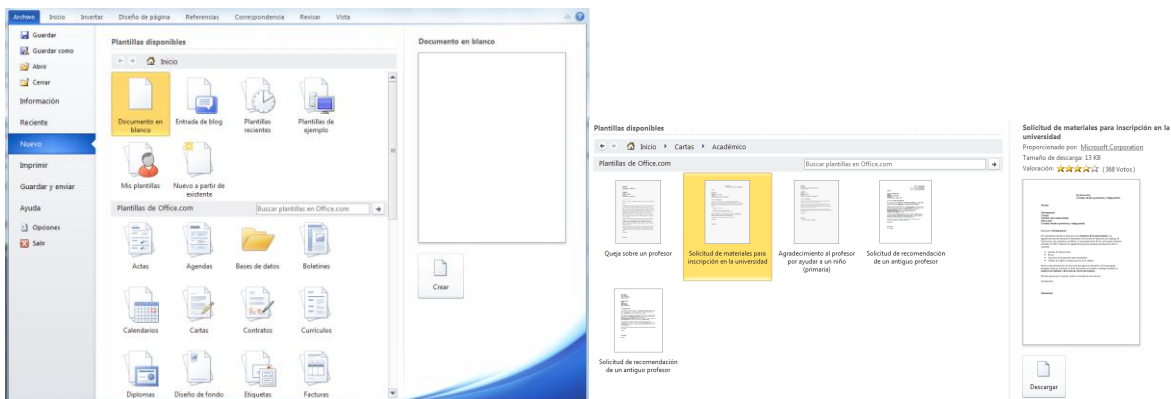 Archivo Inicio Insertar Diseño de página Referencias Correspondencia Revisar Vista
Guardar
Guardar como
Abrir
Cerrar
Información
Reciente
Nuevo
Imprimir
Guardar y enviar
Ayuda
Opciones
Salir
Plantillas disponibles
Inicio
Documento en blanco
Entrada de blog
Plantillas recientes
Plantillas de ejemplo
Mis plantillas
Nuevo a partir de existente
Plantillas de Office.com
Buscar plantillas en Office.com
Actas
Agendas
Bases de datos
Boletines
Calendarios
Cartas
Contratos
Currículos
Diplomas
Diseño de fondo
Etiquetas
Facturas
Documento en blanco
Crear
Plantillas disponibles
Inicio Cartas Académico
Plantillas de Office.com
Buscar plantillas en Office.com
Queja sobre un profesor
Solicitud de materiales para
inscripción en la universidad
Agradecimiento al profesor
por ayudar a un niño
(primaria)
Solicitud de recomendación
de un antiguo profesor
Solicitud de recomendación
de un antiguo profesor
Solicitud de materiales para inscripción en la
universidad
Proporcionado por: Microsoft Corporation
Tamaño de descarga: 13 KB
Valoración: (368 Votos)
Descargar